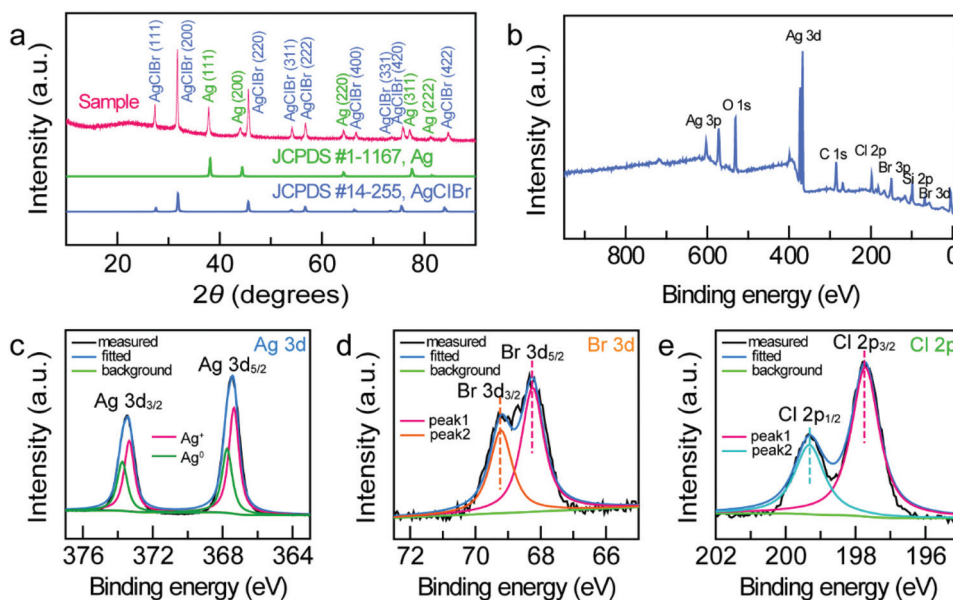 a
Intensity (a.u.)
AgClBr (111)
AgClBr (200)
Ag (111)
Ag (200)
AgClBr (220)
AgClBr (311)
AgClBr (222)
Ag (220)
AgClBr (400)
AgClBr (331)
AgClBr (420)
Ag (311)
Ag (222)
AgClBr (422)
Sample
JCPDS #1-1167, Ag
JCPDS #14-255, AgClBr
20 40 60 80
2θ (degrees)
b
Intensity (a.u.)
Ag 3d
O 1s
Ag 3p
C 1s
Cl 2p
Br 3p
Si 2p
Br 3d
800 600 400 200 0
Binding energy (eV)
c
Intensity (a.u.)
measured
fitted
background
Ag 3d
Ag 3d5/2
Ag 3d3/2
Ag⁺
Ag⁰
376 372 368 364
Binding energy (eV)
d
Intensity (a.u.)
measured
fitted
background
Br 3d
Br 3d5/2
Br 3d3/2
peak1
peak2
72 70 68 66
Binding energy (eV)
e
Intensity (a.u.)
measured
fitted
background
Cl 2p
Cl 2p3/2
Cl 2p1/2
peak1
peak2
202 200 198 196
Binding energy (eV)